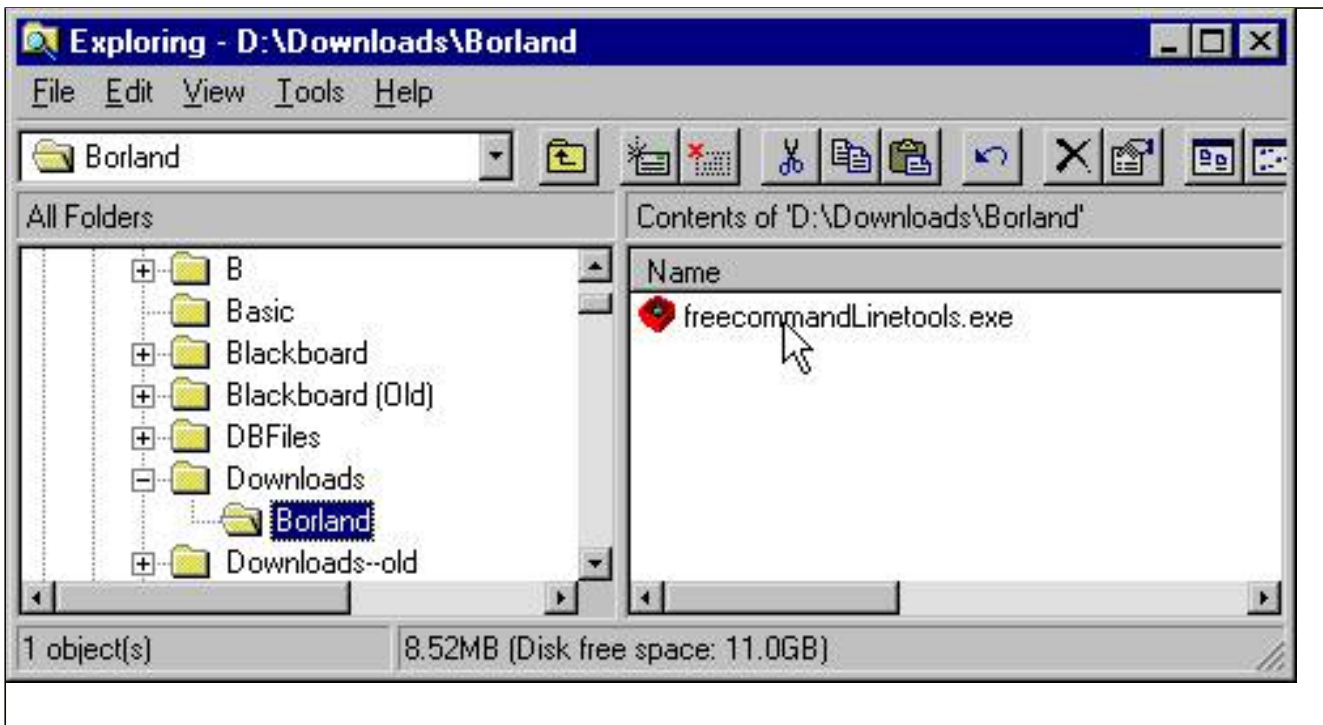 Exploring - D:\Downloads\Borland
File Edit View Tools Help
Borland
All Folders
Contents of 'D:\Downloads\Borland'
B
Basic
Blackboard
Blackboard (Old)
DBFiles
Downloads
Borland
Downloads--old
Name
freecommandLinetools.exe
1 object(s)
8.52MB (Disk free space: 11.0GB)